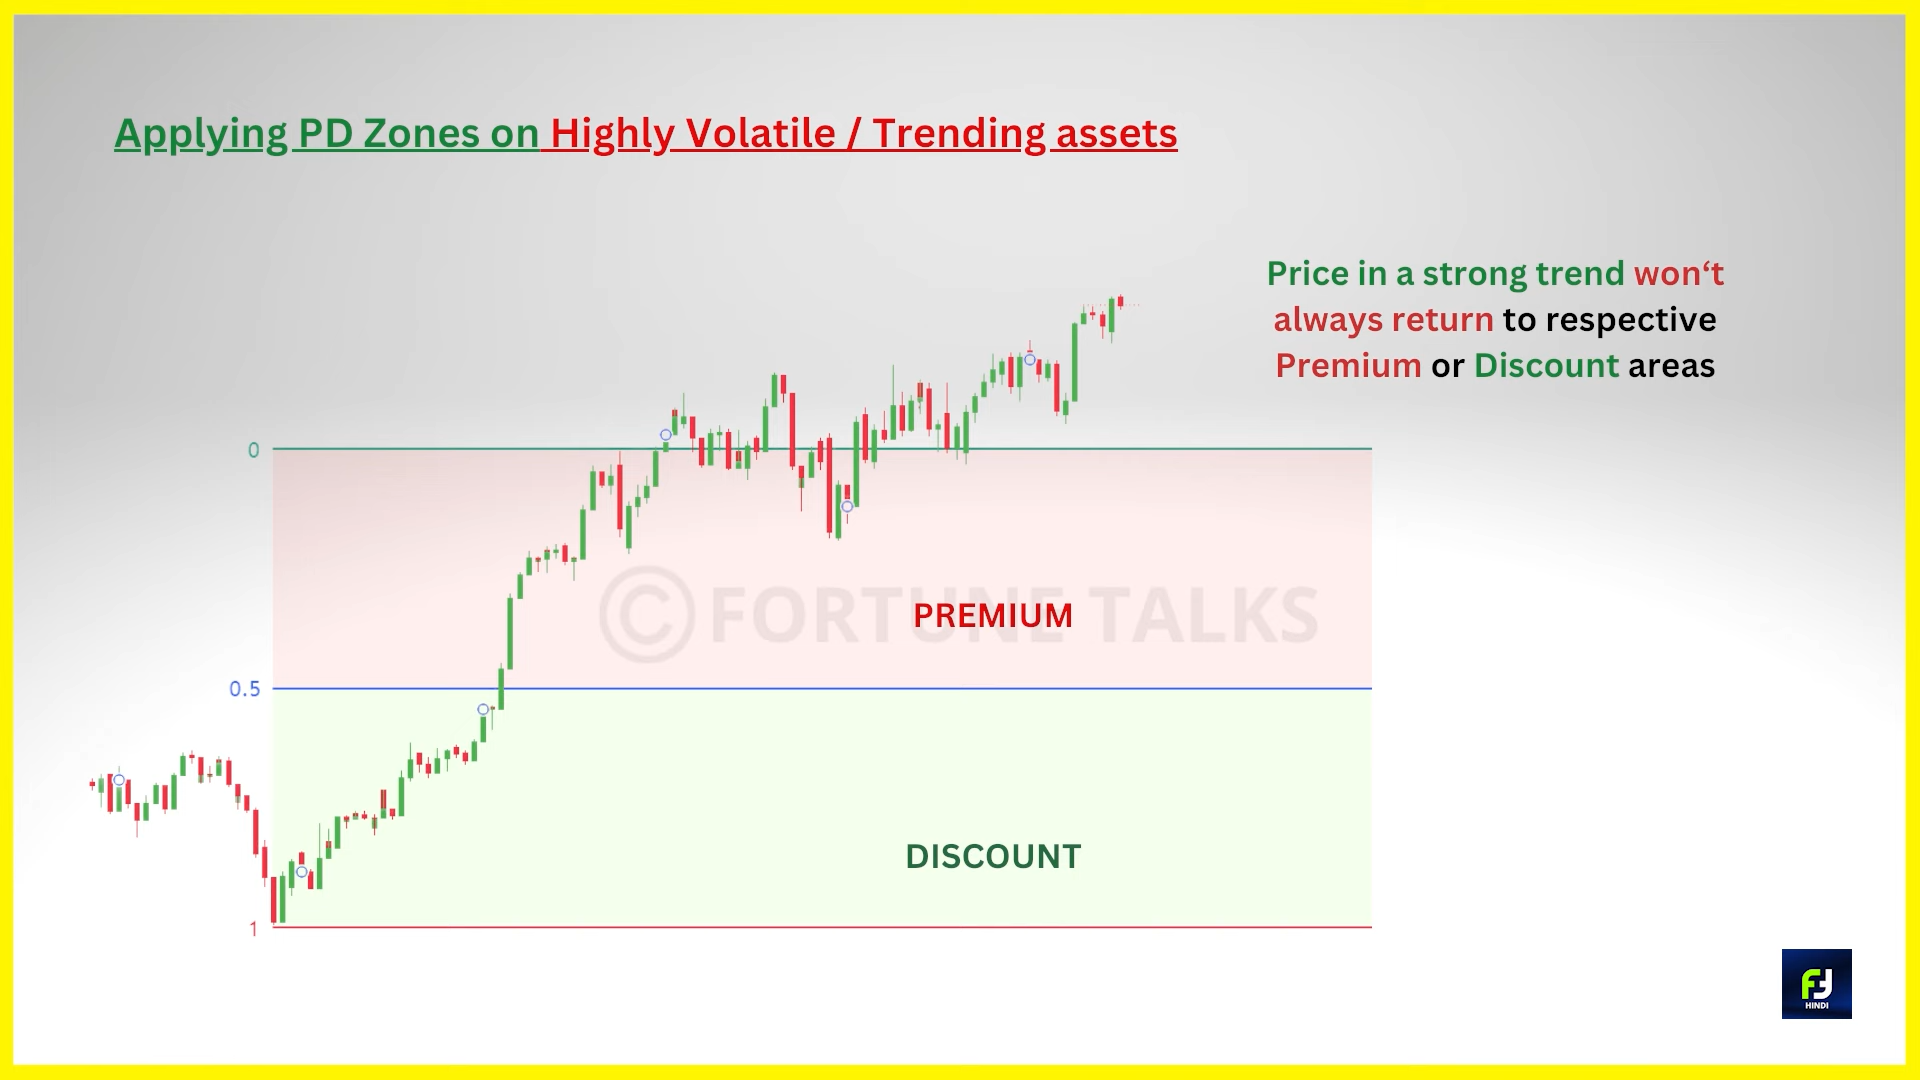 Applying PD Zones on Highly Volatile / Trending assets
Price in a strong trend won‘t
always return to respective
Premium or Discount areas
0
© FORTUNE TALKS
PREMIUM
0.5
DISCOUNT
1
HINDI